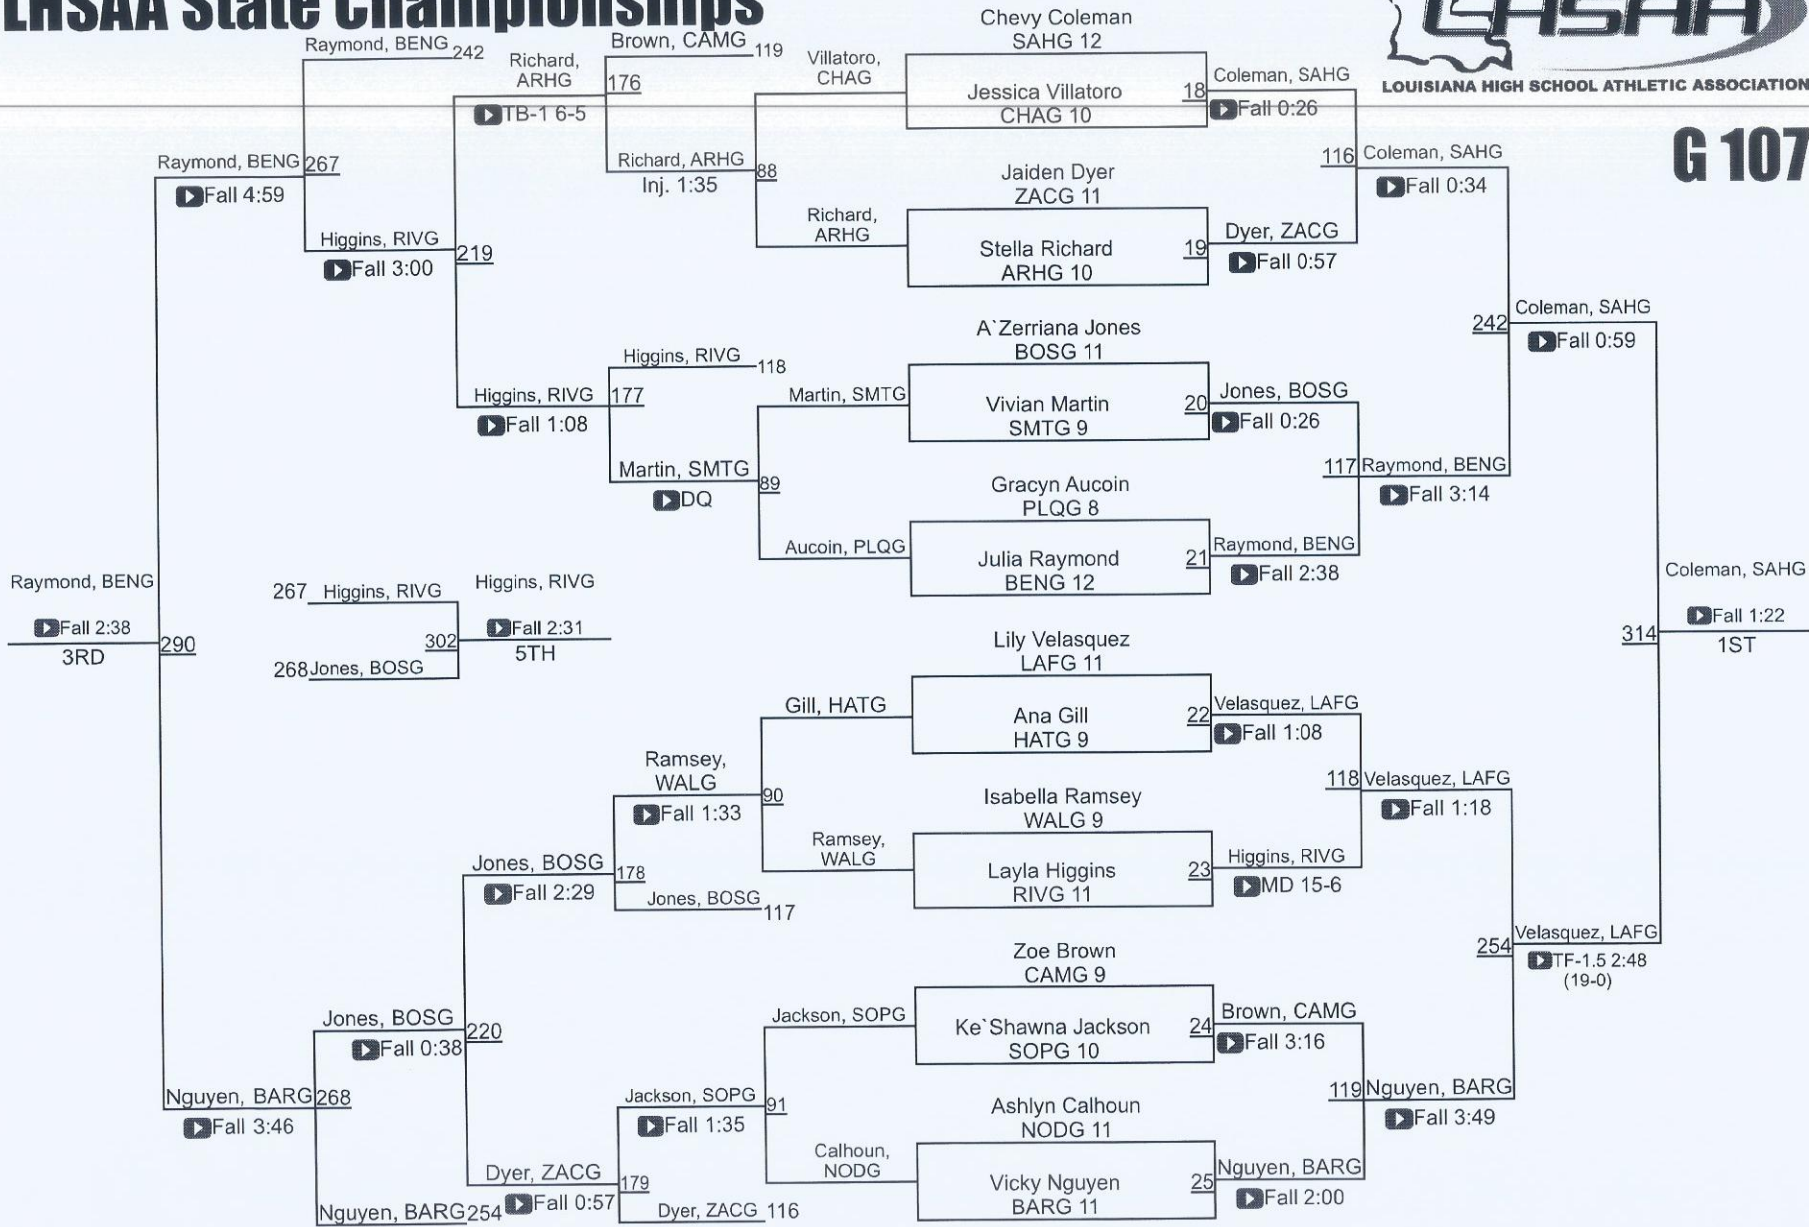 LHSAA State Championships
LHSAA
LOUISIANA HIGH SCHOOL ATHLETIC ASSOCIATION
G 107
Raymond, BENG 242
Raymond, BENG 267
Fall 4:59
Higgins, RIVG
Fall 3:00
Richard,
ARHG
TB-1 6-5
219
Higgins, RIVG
Fall 1:08
Brown, CAMG 119
176
Richard, ARHG
Inj. 1:35
Higgins, RIVG 118
177
Martin, SMTG
DQ
Villatoro,
CHAG
88
Richard,
ARHG
Martin, SMTG
89
Aucoin, PLQG
Chevy Coleman
SAHG 12
Jessica Villatoro
CHAG 10
18
Jaiden Dyer
ZACG 11
Stella Richard
ARHG 10
19
A`Zerriana Jones
BOSG 11
Vivian Martin
SMTG 9
20
Gracyn Aucoin
PLQG 8
Julia Raymond
BENG 12
21
Coleman, SAHG
Fall 0:26
116
Dyer, ZACG
Fall 0:57
Jones, BOSG
Fall 0:26
117
Raymond, BENG
Fall 2:38
Coleman, SAHG
Fall 0:34
242
Raymond, BENG
Fall 3:14
Coleman, SAHG
Fall 0:59
Raymond, BENG
Fall 2:38
3RD
290
267 Higgins, RIVG
302
268 Jones, BOSG
Higgins, RIVG
Fall 2:31
5TH
314
Coleman, SAHG
Fall 1:22
1ST
Lily Velasquez
LAFG 11
Ana Gill
HATG 9
22
Isabella Ramsey
WALG 9
Layla Higgins
RIVG 11
23
Zoe Brown
CAMG 9
Ke`Shawna Jackson
SOPG 10
24
Ashlyn Calhoun
NODG 11
Vicky Nguyen
BARG 11
25
Gill, HATG
90
Ramsey,
WALG
Ramsey,
WALG
Fall 1:33
178
Jones, BOSG 117
Jones, BOSG
Fall 2:29
220
Jones, BOSG
Fall 0:38
Nguyen, BARG 268
Fall 3:46
Nguyen, BARG 254
Dyer, ZACG
Fall 0:57
Jackson, SOPG
Fall 1:35
179
Dyer, ZACG 116
Jackson, SOPG
91
Calhoun,
NODG
Velasquez, LAFG
Fall 1:08
118
Higgins, RIVG
MD 15-6
Velasquez, LAFG
Fall 1:18
254
Velasquez, LAFG
TF-1.5 2:48
(19-0)
Brown, CAMG
Fall 3:16
119
Nguyen, BARG
Fall 2:00
Nguyen, BARG
Fall 3:49